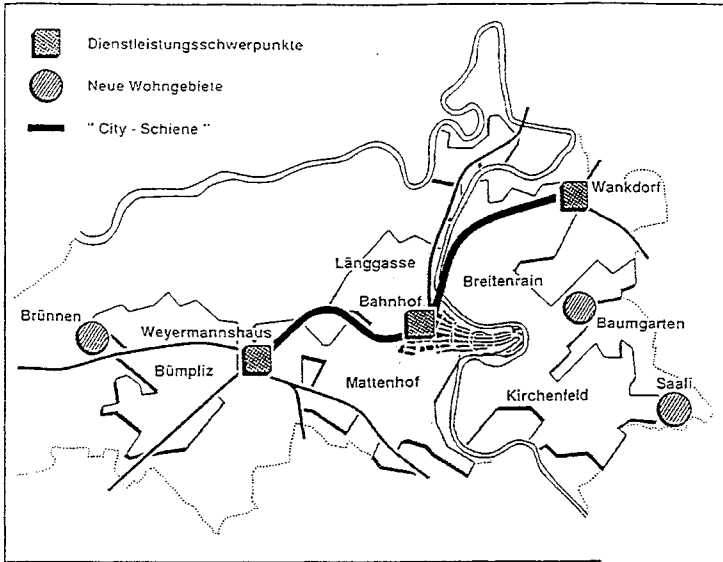 Dienstleistungsschwerpunkte
Neue Wohngebiete
" City - Schiene "
Wankdorf
Länggasse
Breitenrain
Bahnhof
Brünnen
Weyermannshaus
Baumgarten
Bümpliz
Mattenhof
Kirchenfeld
Saali